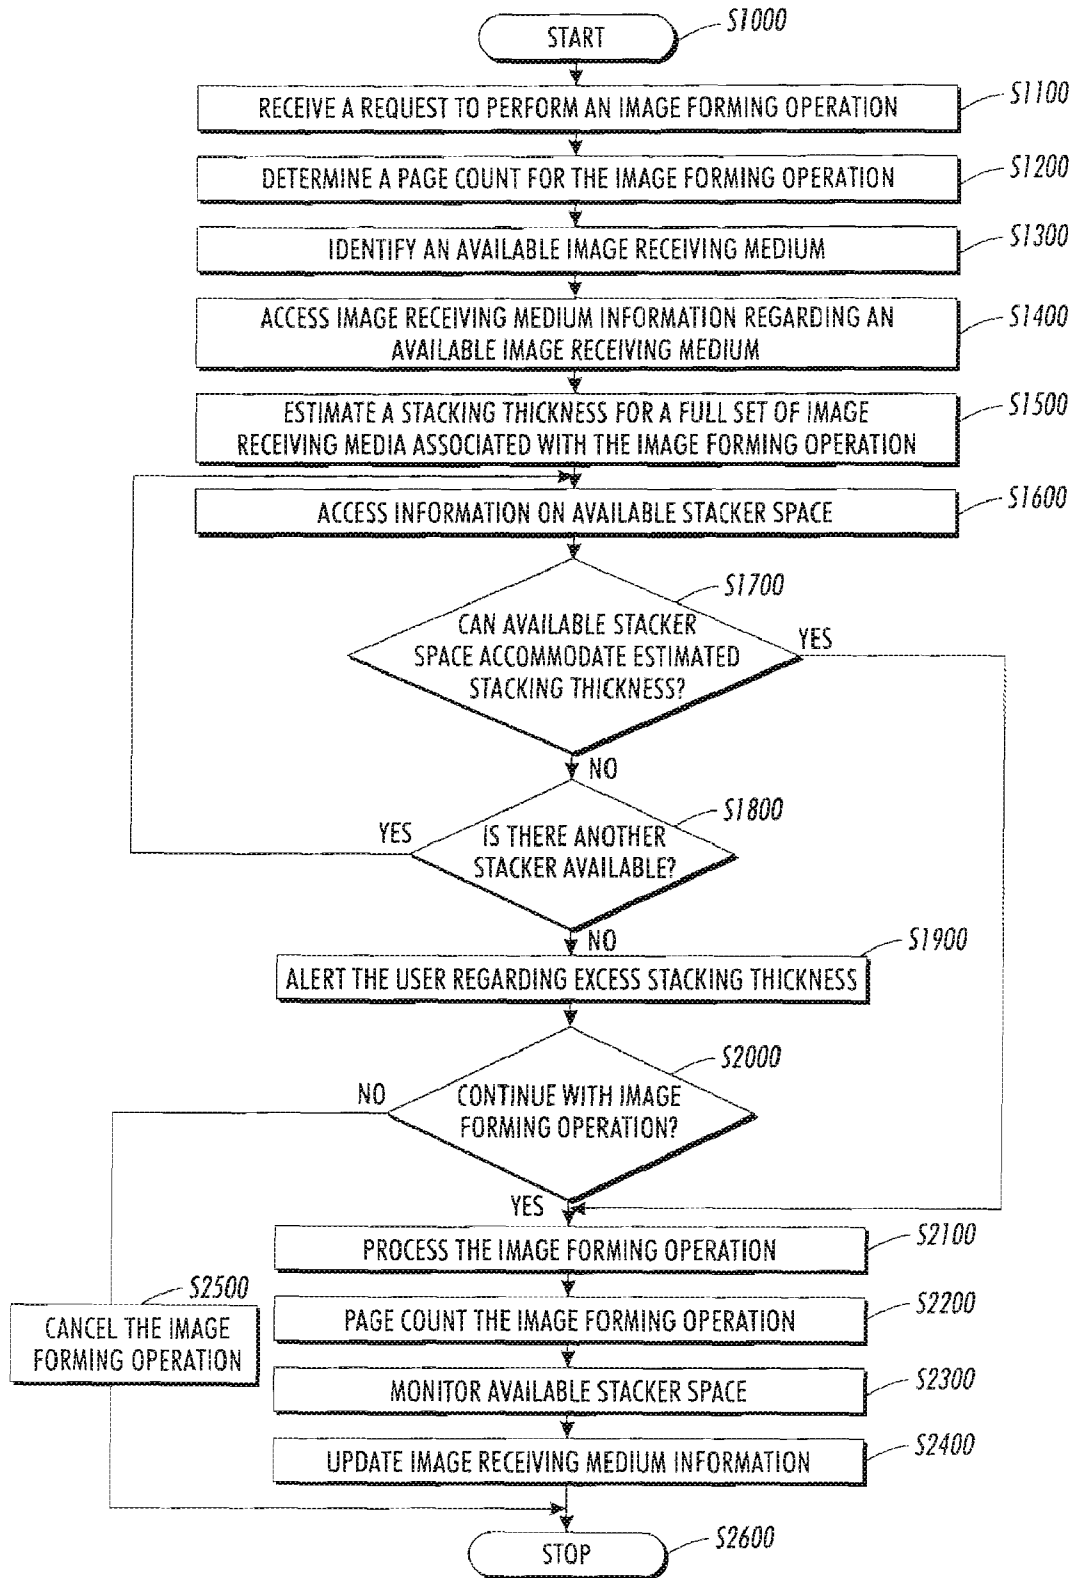 START
S1000
RECEIVE A REQUEST TO PERFORM AN IMAGE FORMING OPERATION
S1100
DETERMINE A PAGE COUNT FOR THE IMAGE FORMING OPERATION
S1200
IDENTIFY AN AVAILABLE IMAGE RECEIVING MEDIUM
S1300
ACCESS IMAGE RECEIVING MEDIUM INFORMATION REGARDING AN
AVAILABLE IMAGE RECEIVING MEDIUM
S1400
ESTIMATE A STACKING THICKNESS FOR A FULL SET OF IMAGE
RECEIVING MEDIA ASSOCIATED WITH THE IMAGE FORMING OPERATION
S1500
ACCESS INFORMATION ON AVAILABLE STACKER SPACE
S1600
S1700
CAN AVAILABLE STACKER
SPACE ACCOMMODATE ESTIMATED
STACKING THICKNESS?
YES
NO
S1800
YES
IS THERE ANOTHER
STACKER AVAILABLE?
NO
S1900
ALERT THE USER REGARDING EXCESS STACKING THICKNESS
S2000
NO
CONTINUE WITH IMAGE
FORMING OPERATION?
YES
PROCESS THE IMAGE FORMING OPERATION
S2100
S2500
CANCEL THE IMAGE
FORMING OPERATION
PAGE COUNT THE IMAGE FORMING OPERATION
S2200
MONITOR AVAILABLE STACKER SPACE
S2300
UPDATE IMAGE RECEIVING MEDIUM INFORMATION
S2400
STOP
S2600